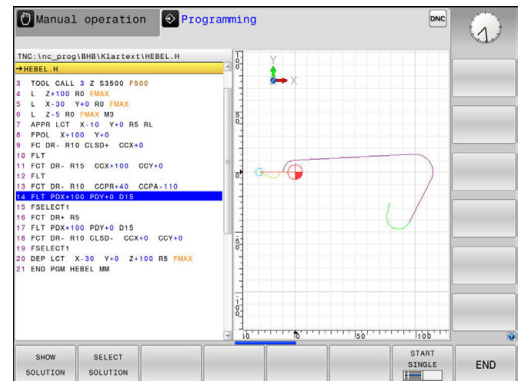 Manual operation
Programming
DNC
TNC:\nc_prog\BHB\Klartext\HEBEL.H
→HEBEL.H
3 TOOL CALL 3 Z S3500 F500
4 L Z+100 R0 FMAX
5 L X-30 Y+0 R0 FMAX
6 L Z-5 R0 FMAX M3
7 APPR LCT X-10 Y+0 R5 RL
8 FPOL X+100 Y+0
9 FC DR- R10 CLSD+ CCX+0
10 FLT
11 FCT DR- R15 CCX+100 CCY+0
12 FLT
13 FCT DR- R10 CCPR+40 CCPA-110
14 FLT PDX+100 PDY+0 D15
15 FSELECT1
16 FCT DR+ R5
17 FLT PDX+100 PDY+0 D15
18 FCT DR- R10 CLSD- CCX+0 CCY+0
19 FSELECT1
20 DEP LCT X-30 Y+0 Z+100 R5 FMAX
21 END PGM HEBEL MM
Y
X
0
50
100
SHOW SOLUTION
SELECT SOLUTION
START SINGLE
END